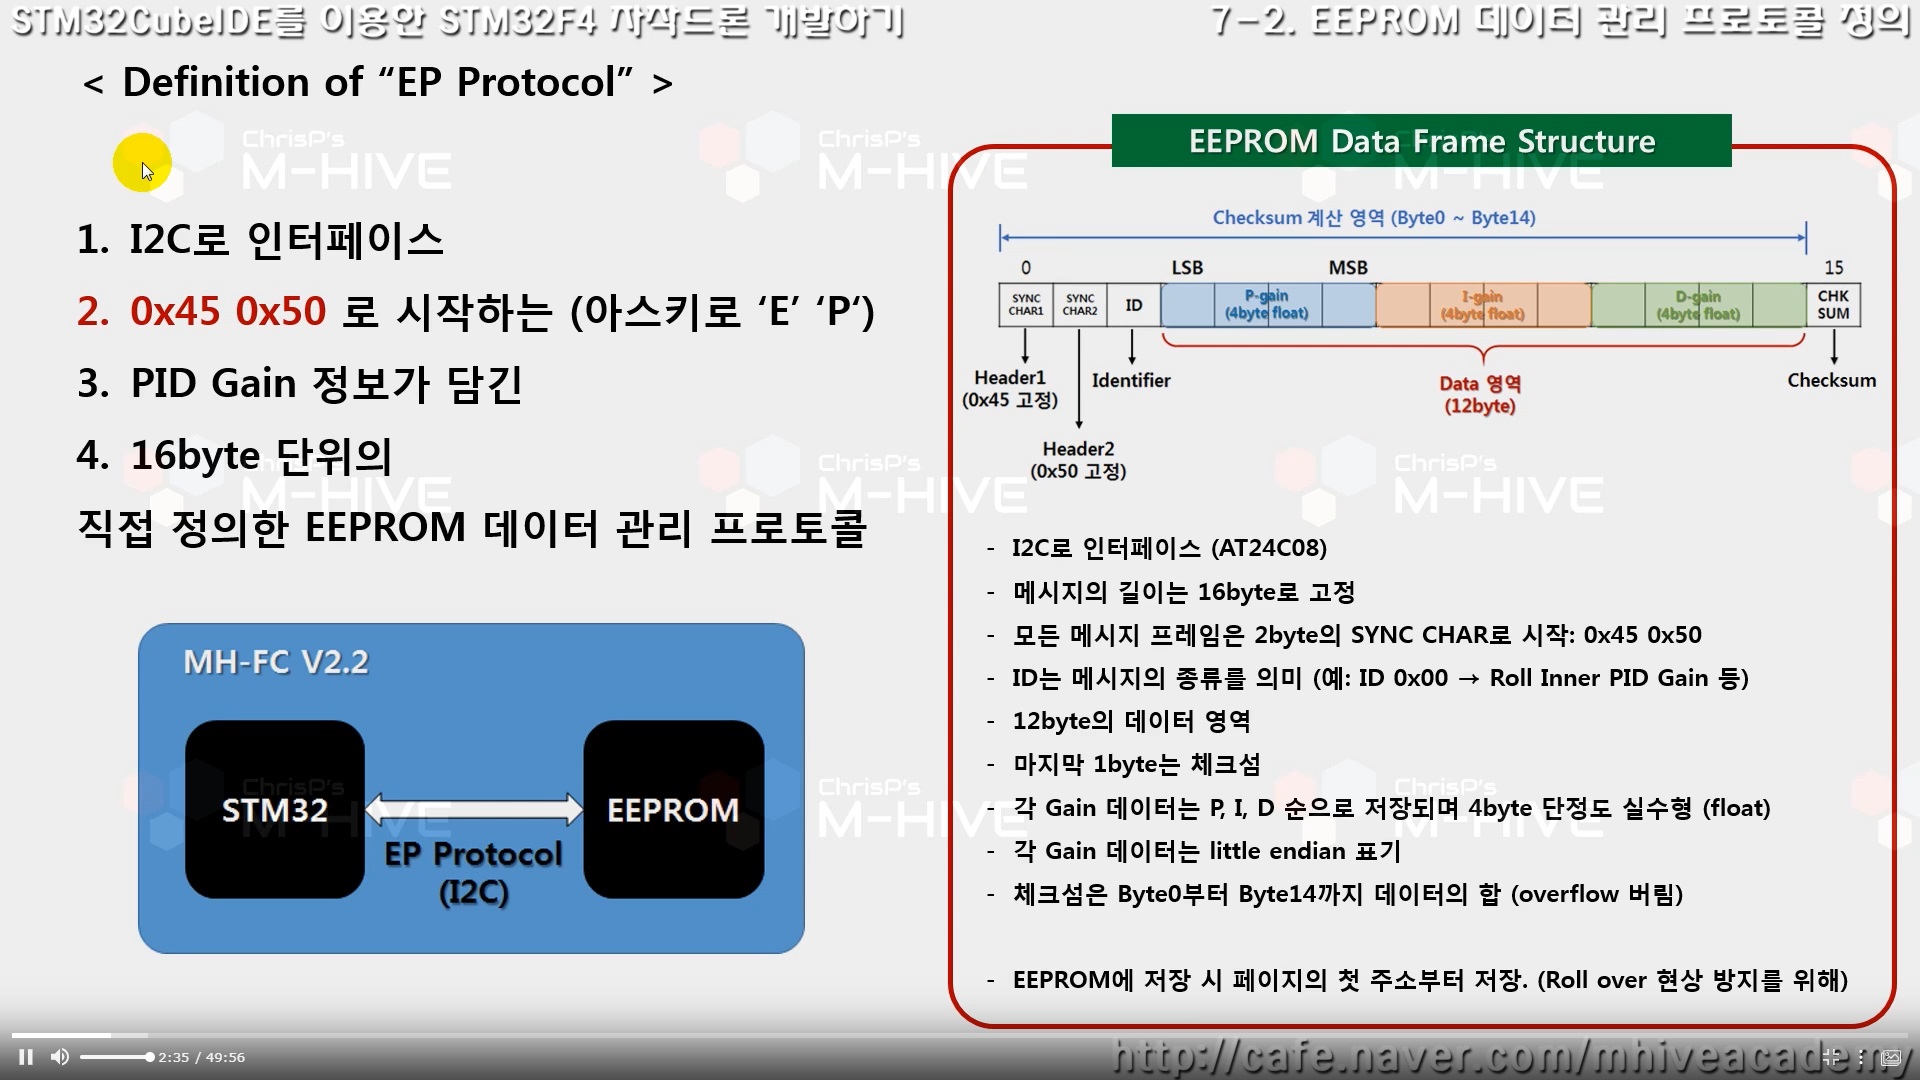 STM32CubeIDE를 이용한 STM32F4 자작드론 개발하기
7-2. EEPROM 데이터 관리 프로토콜 정의
< Definition of “EP Protocol” >
1. I2C로 인터페이스
2. 0x45 0x50 로 시작하는 (아스키로 ‘E’ ‘P‘)
3. PID Gain 정보가 담긴
4. 16byte 단위의
직접 정의한 EEPROM 데이터 관리 프로토콜
MH-FC V2.2
STM32
EEPROM
EP Protocol
(I2C)
EEPROM Data Frame Structure
Checksum 계산 영역 (Byte0 ~ Byte14)
0
LSB
MSB
15
SYNC CHAR1
SYNC CHAR2
ID
P-gain
(4byte float)
I-gain
(4byte float)
D-gain
(4byte float)
CHK SUM
Header1
(0x45 고정)
Identifier
Data 영역
(12byte)
Checksum
Header2
(0x50 고정)
- I2C로 인터페이스 (AT24C08)
- 메시지의 길이는 16byte로 고정
- 모든 메시지 프레임은 2byte의 SYNC CHAR로 시작: 0x45 0x50
- ID는 메시지의 종류를 의미 (예: ID 0x00 → Roll Inner PID Gain 등)
- 12byte의 데이터 영역
- 마지막 1byte는 체크섬
- 각 Gain 데이터는 P, I, D 순으로 저장되며 4byte 단정도 실수형 (float)
- 각 Gain 데이터는 little endian 표기
- 체크섬은 Byte0부터 Byte14까지 데이터의 합 (overflow 버림)
- EEPROM에 저장 시 페이지의 첫 주소부터 저장. (Roll over 현상 방지를 위해)
ChrisP's
M-HIVE
2:35 / 49:56
http://cafe.naver.com/mhiveacademy